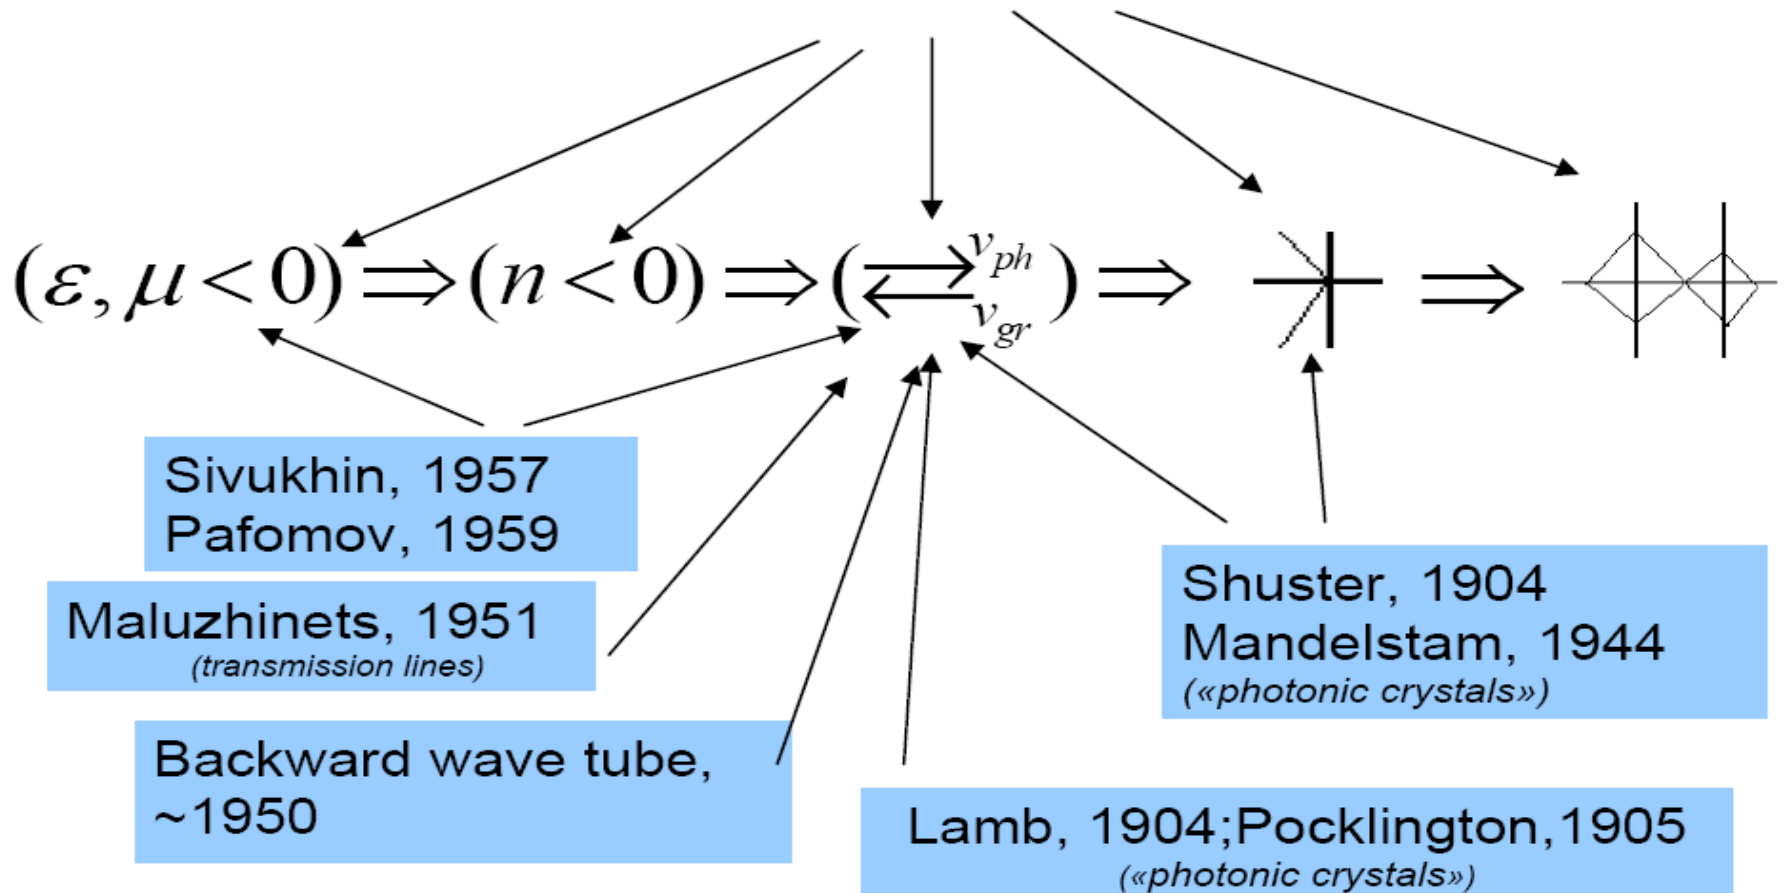 (ε, μ < 0) ⇒ (n < 0) ⇒ ( ⇄ v_ph v_gr ) ⇒ ⇒
Sivukhin, 1957
Pafomov, 1959
Maluzhinets, 1951
(transmission lines)
Backward wave tube,
~1950
Shuster, 1904
Mandelstam, 1944
(«photonic crystals»)
Lamb, 1904;Pocklington,1905
(«photonic crystals»)